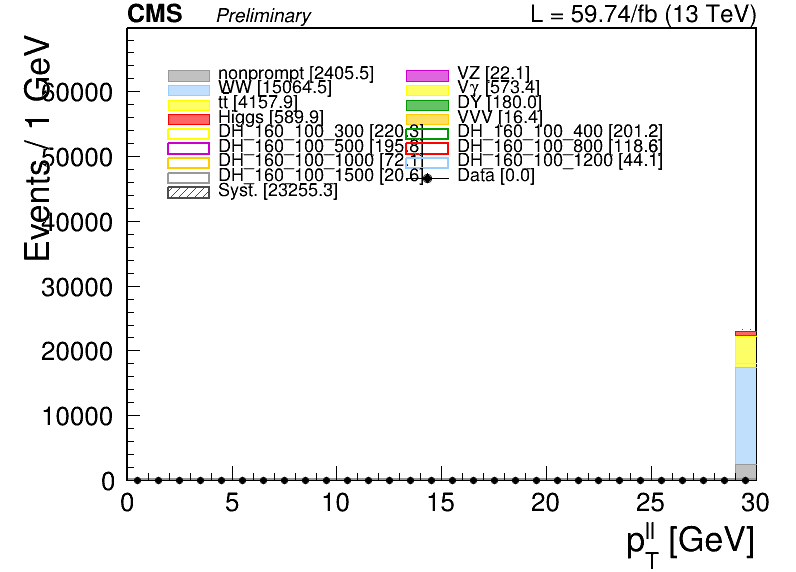 CMS Preliminary L = 59.74/fb (13 TeV)
Events / 1 GeV
nonprompt [2405.5] VZ [22.1]
WW [15064.5] Vγ [573.4]
tt̄ [4157.9] DY [180.0]
Higgs [589.9] VVV [16.4]
DH_160_100_300 [220.3] DH_160_100_400 [201.2]
DH_160_100_500 [195.8] DH_160_100_800 [118.6]
DH_160_100_1000 [72.1] DH_160_100_1200 [44.1]
DH_160_100_1500 [20.6] Data [0.0]
Syst. [23255.3]
60000
50000
40000
30000
20000
10000
0
0 5 10 15 20 25 30
p_T^ll [GeV]